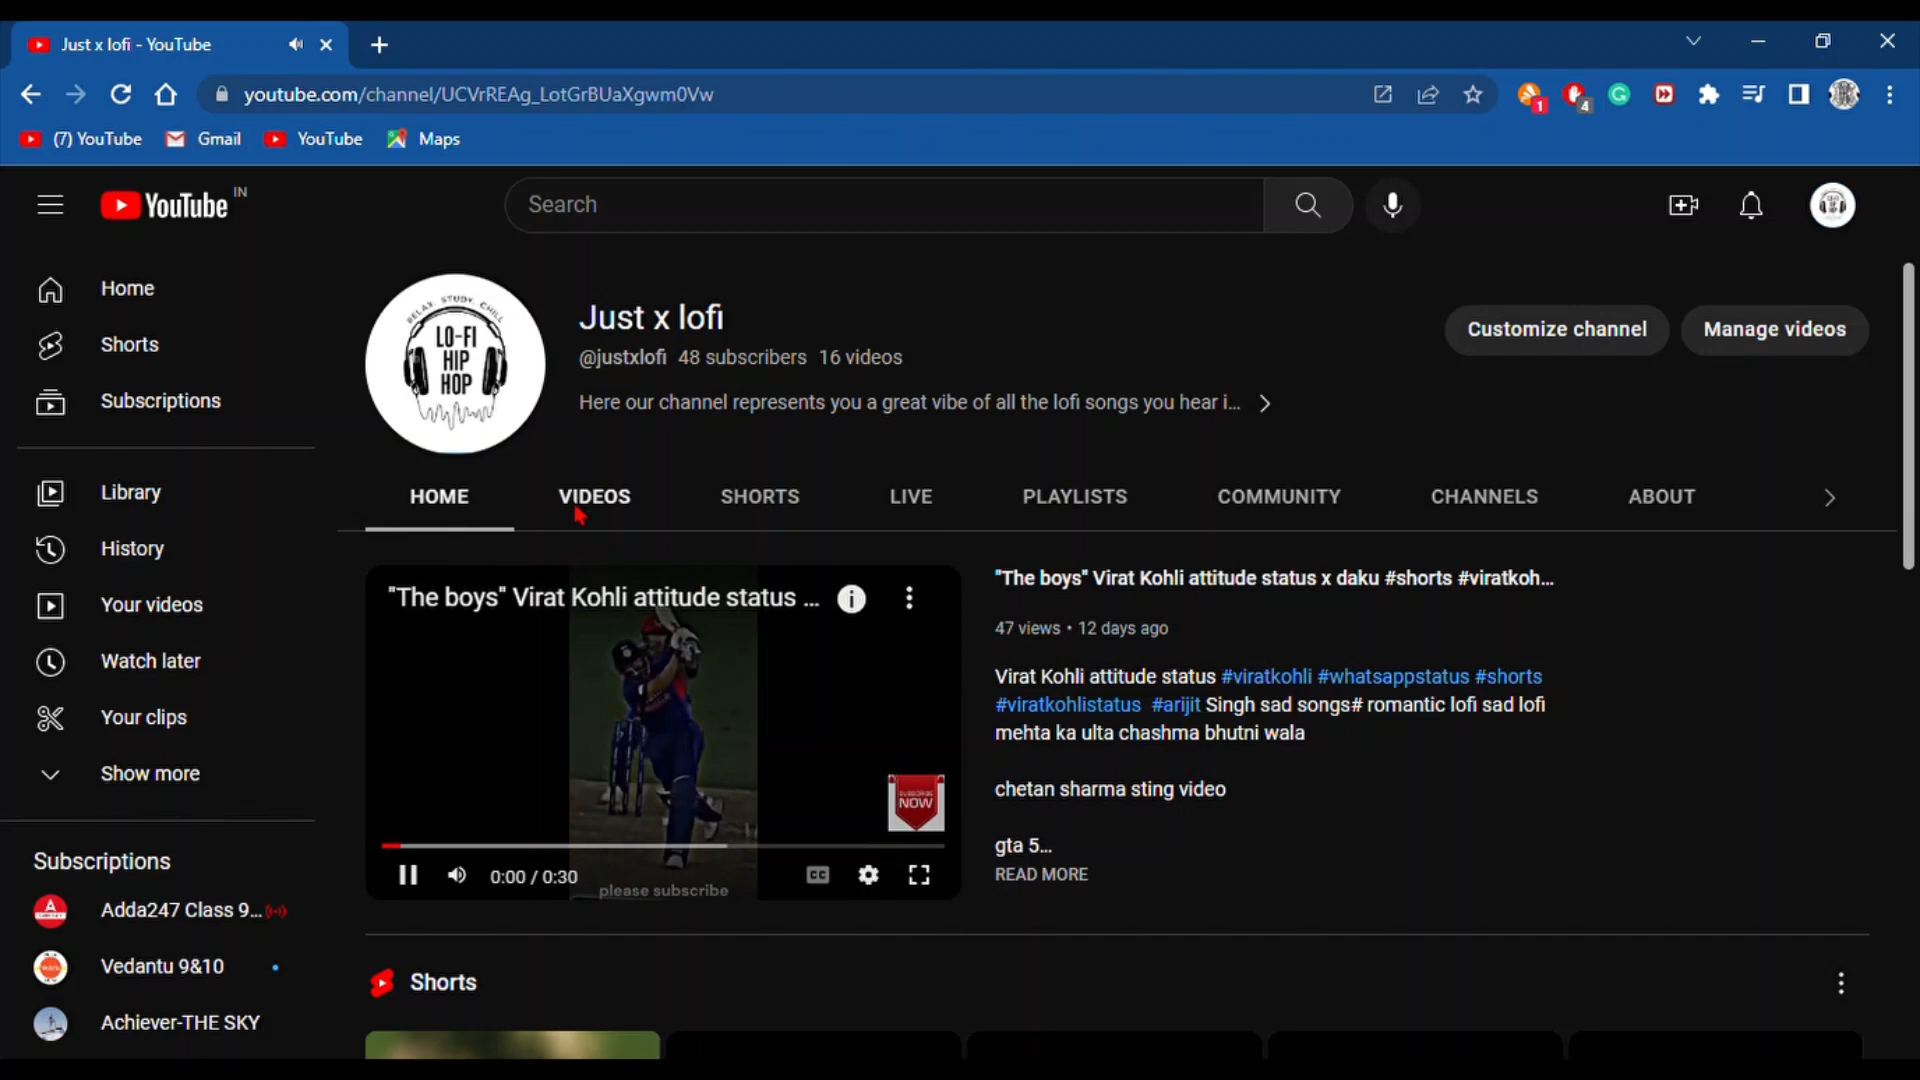 Just x lofi - YouTube
youtube.com/channel/UCVrREAg_LotGrBUaXgwm0Vw
1
4
(7) YouTube
Gmail
YouTube
Maps
YouTube IN
Search
Home
Shorts
Subscriptions
Library
History
Your videos
Watch later
Your clips
Show more
Subscriptions
Adda247 Class 9...
Vedantu 9&10
Achiever-THE SKY
RELAX. STUDY. CHILL
LO-FI
HIP
HOP
Just x lofi
@justxlofi 48 subscribers 16 videos
Here our channel represents you a great vibe of all the lofi songs you hear i...
Customize channel
Manage videos
HOME
VIDEOS
SHORTS
LIVE
PLAYLISTS
COMMUNITY
CHANNELS
ABOUT
"The boys" Virat Kohli attitude status ...
SUBSCRIBE
NOW
0:00 / 0:30
please subscribe
CC
"The boys" Virat Kohli attitude status x daku #shorts #viratkoh...
47 views • 12 days ago
Virat Kohli attitude status #viratkohli #whatsappstatus #shorts
#viratkohlistatus #arijit Singh sad songs# romantic lofi sad lofi
mehta ka ulta chashma bhutni wala
chetan sharma sting video
gta 5...
READ MORE
Shorts